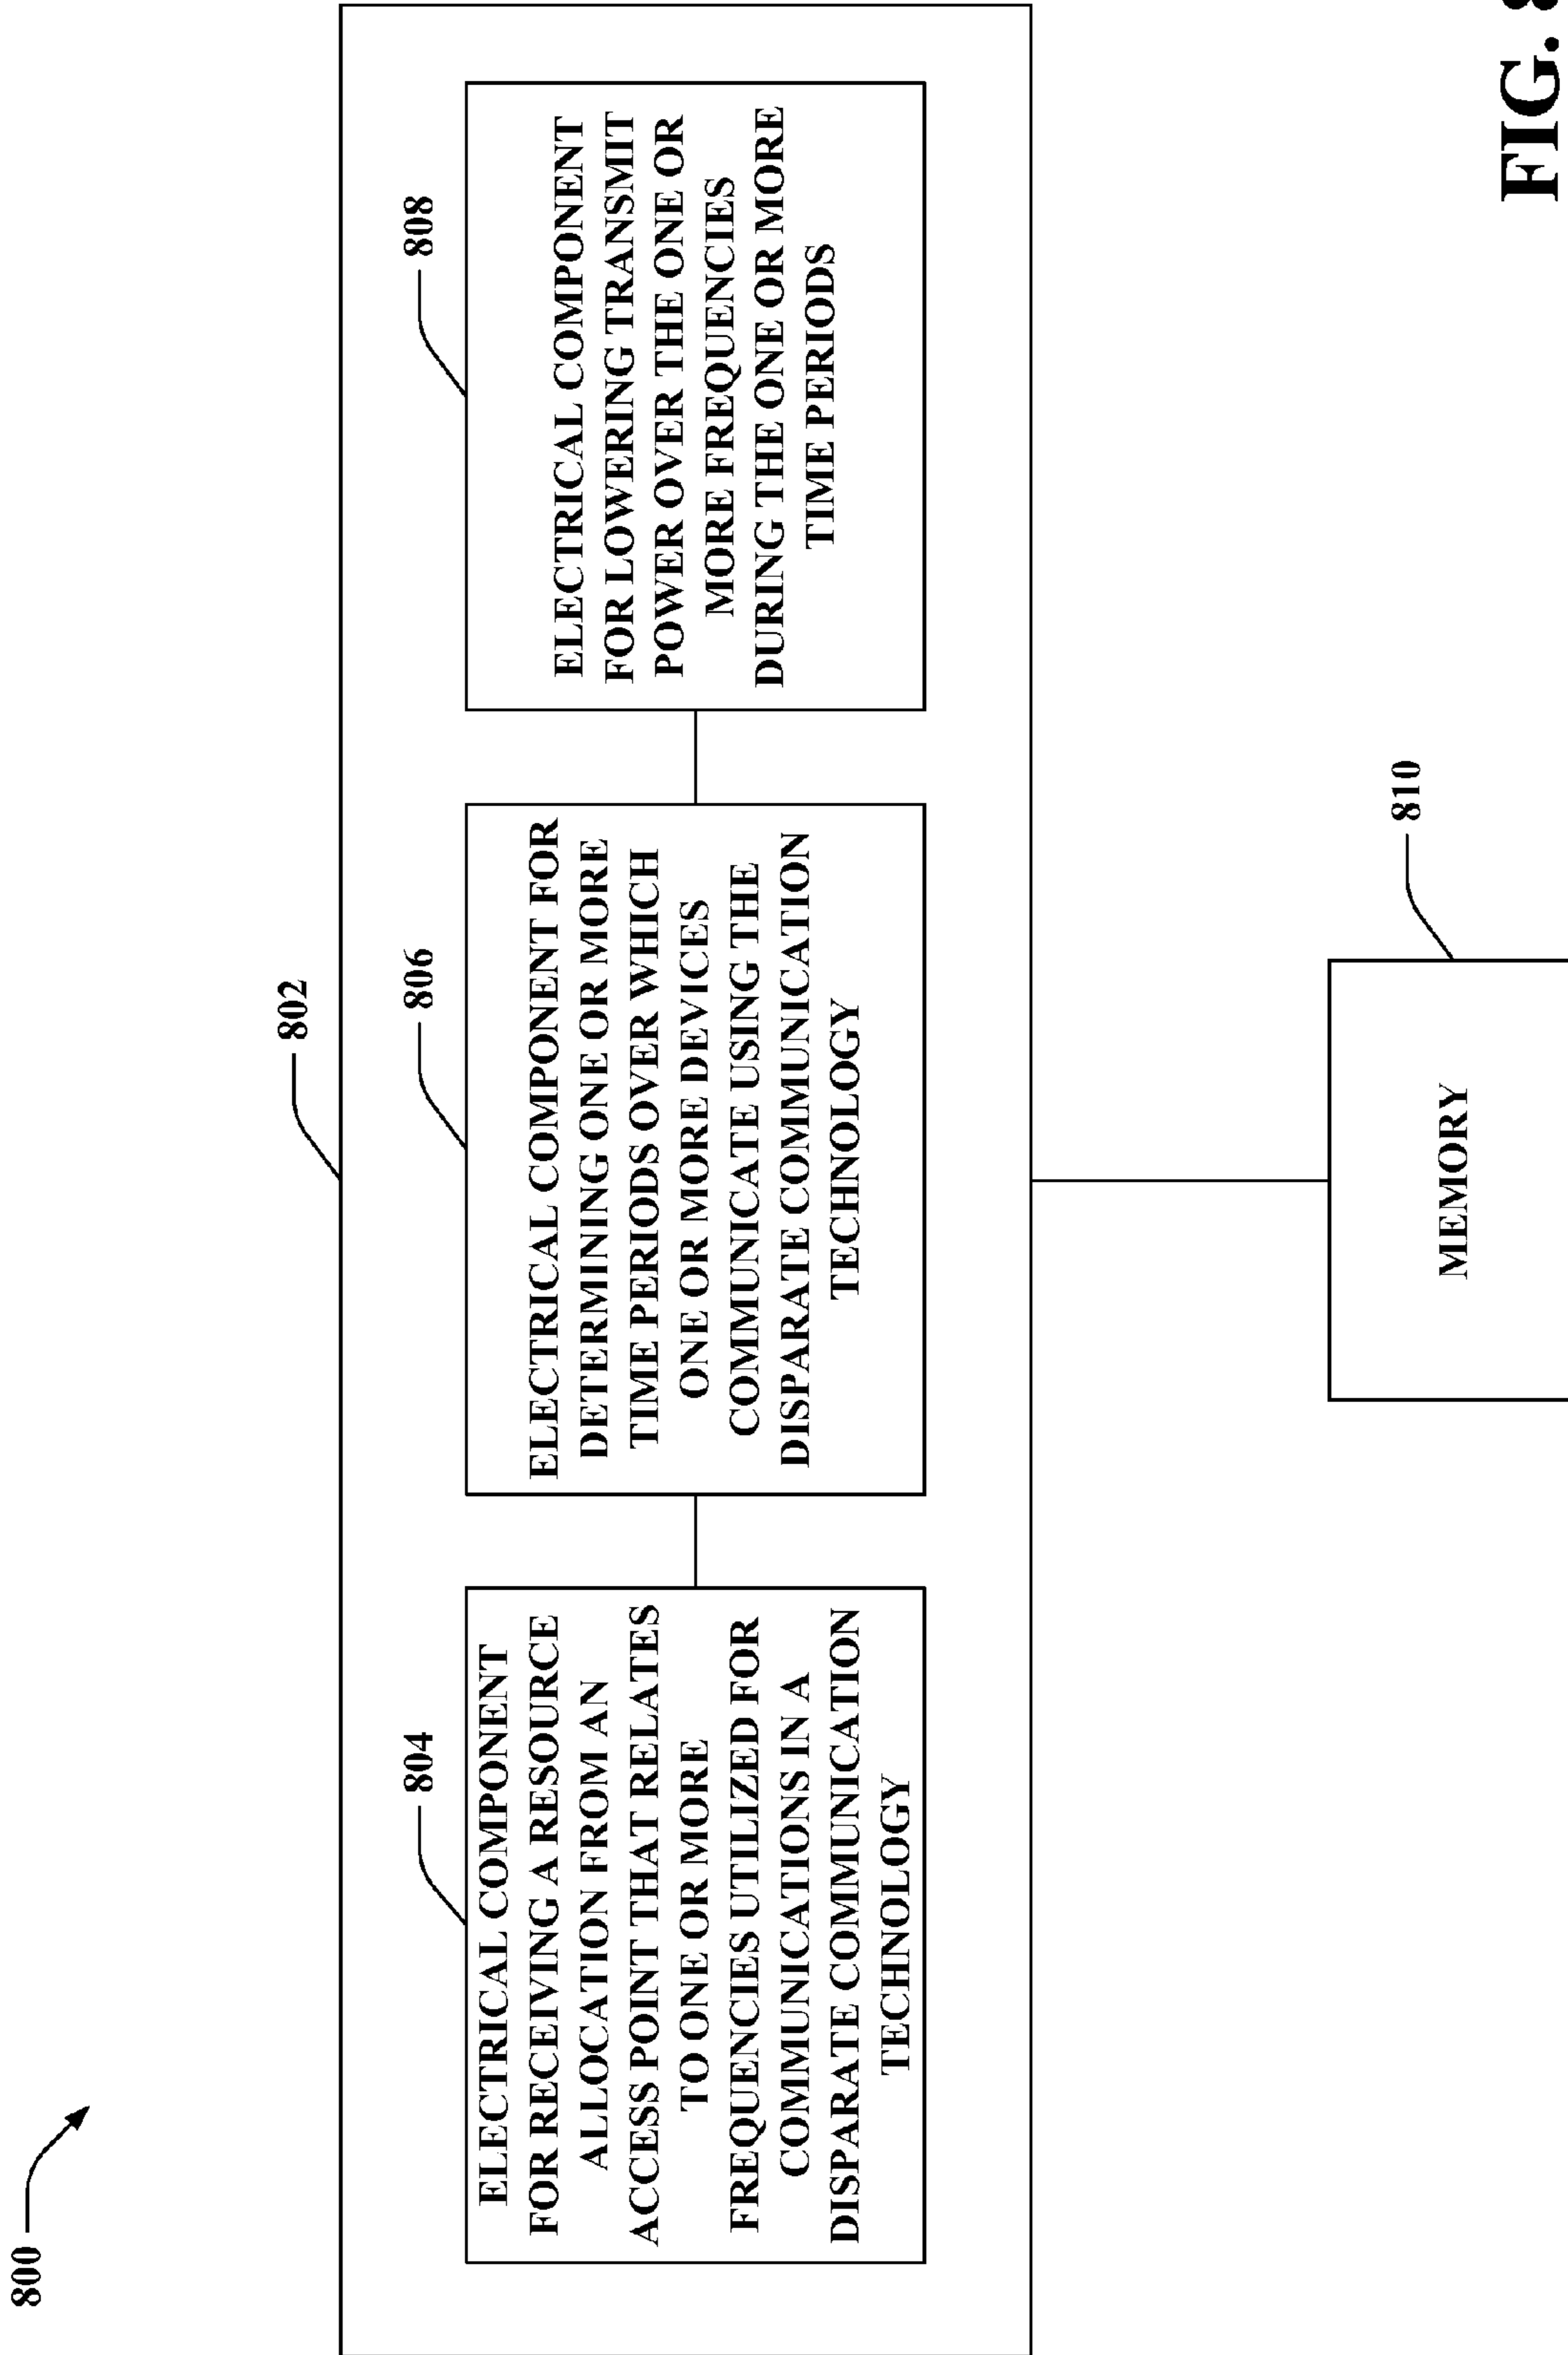 800
802
804
ELECTRICAL COMPONENT
FOR RECEIVING A RESOURCE
ALLOCATION FROM AN
ACCESS POINT THAT RELATES
TO ONE OR MORE
FREQUENCIES UTILIZED FOR
COMMUNICATIONS IN A
DISPARATE COMMUNICATION
TECHNOLOGY
806
ELECTRICAL COMPONENT FOR
DETERMINING ONE OR MORE
TIME PERIODS OVER WHICH
ONE OR MORE DEVICES
COMMUNICATE USING THE
DISPARATE COMMUNICATION
TECHNOLOGY
808
ELECTRICAL COMPONENT
FOR LOWERING TRANSMIT
POWER OVER THE ONE OR
MORE FREQUENCIES
DURING THE ONE OR MORE
TIME PERIODS
810
MEMORY
FIG. 8